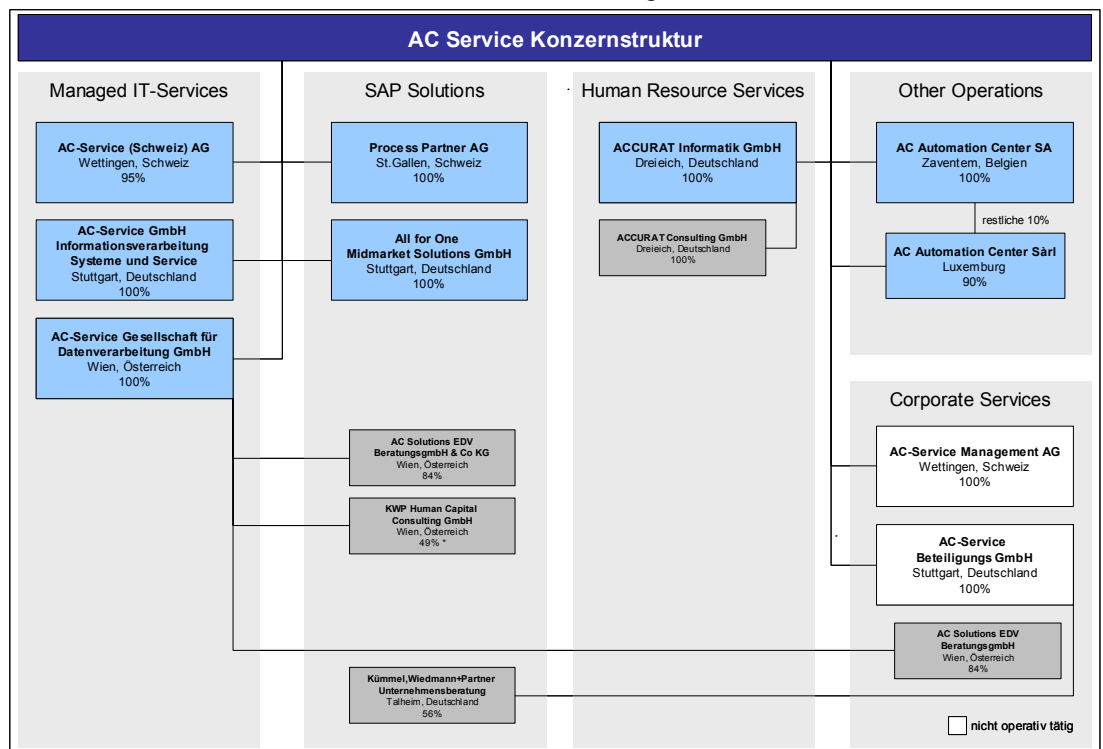 AC Service Konzernstruktur
Managed IT-Services
AC-Service (Schweiz) AG
Wettingen, Schweiz
95%
AC-Service GmbH
Informationsverarbeitung
Systeme und Service
Stuttgart, Deutschland
100%
AC-Service Gesellschaft für
Datenverarbeitung GmbH
Wien, Österreich
100%
SAP Solutions
Process Partner AG
St.Gallen, Schweiz
100%
All for One
Midmarket Solutions GmbH
Stuttgart, Deutschland
100%
AC Solutions EDV
BeratungsgmbH & Co KG
Wien, Österreich
84%
KWP Human Capital
Consulting GmbH
Wien, Österreich
49% *
Kümmel,Wiedmann+Partner
Unternehmensberatung
Talheim, Deutschland
56%
Human Resource Services
ACCURAT Informatik GmbH
Dreieich, Deutschland
100%
ACCURAT Consulting GmbH
Dreieich, Deutschland
100%
Other Operations
AC Automation Center SA
Zaventem, Belgien
100%
restliche 10%
AC Automation Center Sàrl
Luxemburg
90%
Corporate Services
AC-Service Management AG
Wettingen, Schweiz
100%
AC-Service
Beteiligungs GmbH
Stuttgart, Deutschland
100%
AC Solutions EDV
BeratungsgmbH
Wien, Österreich
84%
nicht operativ tätig